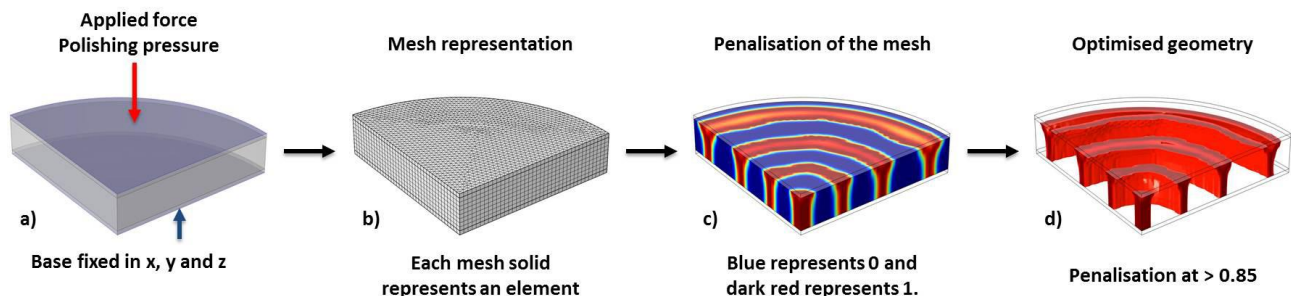 Applied force
Polishing pressure
Mesh representation
Penalisation of the mesh
Optimised geometry
a)
b)
c)
d)
Base fixed in x, y and z
Each mesh solid
represents an element
Blue represents 0 and
dark red represents 1.
Penalisation at > 0.85